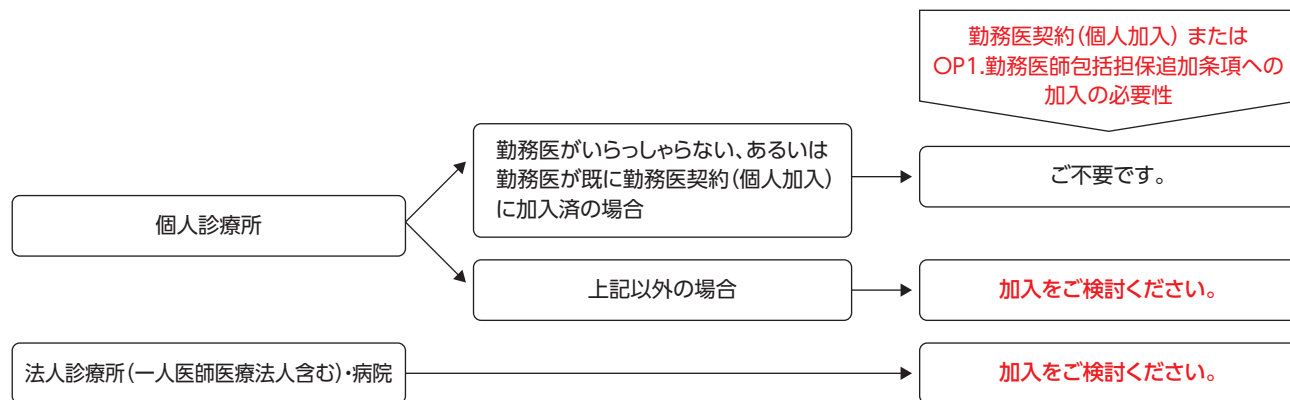 勤務医契約(個人加入) または
OP1.勤務医師包括担保追加条項への
加入の必要性
勤務医がいらっしゃらない、あるいは
勤務医が既に勤務医契約(個人加入)
に加入済の場合
ご不要です。
個人診療所
上記以外の場合
加入をご検討ください。
法人診療所(一人医師医療法人含む)・病院
加入をご検討ください。